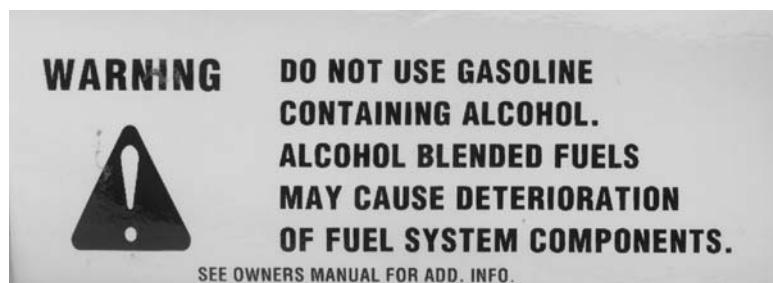 WARNING
DO NOT USE GASOLINE
CONTAINING ALCOHOL.
ALCOHOL BLENDED FUELS
MAY CAUSE DETERIORATION
OF FUEL SYSTEM COMPONENTS.
SEE OWNERS MANUAL FOR ADD. INFO.